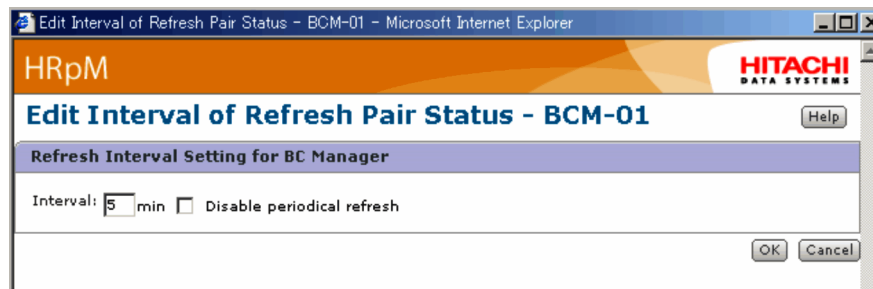 Edit Interval of Refresh Pair Status - BCM-01 - Microsoft Internet Explorer
HRpM
HITACHI
DATA SYSTEMS
Edit Interval of Refresh Pair Status - BCM-01
Help
Refresh Interval Setting for BC Manager
Interval: 5 min Disable periodical refresh
OK Cancel